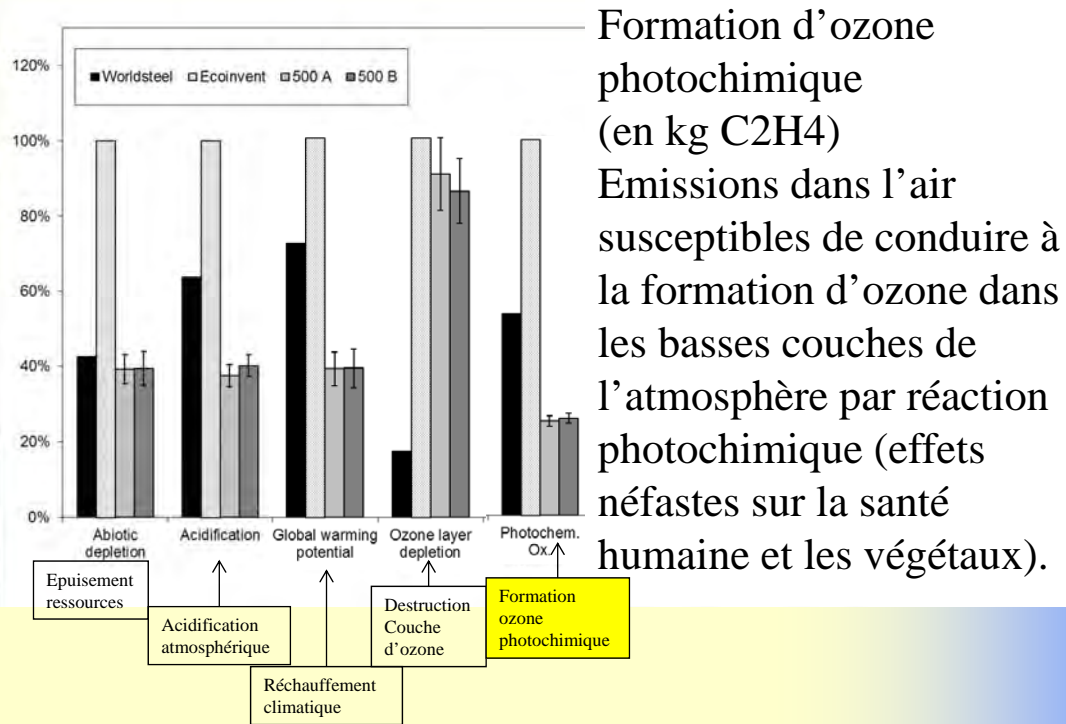 120%
100%
80%
60%
40%
20%
0%
Worldsteel Ecoinvent 500 A 500 B
Abiotic
depletion
Acidification
Global warming
potential
Ozone layer
depletion
Photochem.
Ox.
Epuisement
ressources
Acidification
atmosphérique
Réchauffement
climatique
Destruction
Couche
d’ozone
Formation
ozone
photochimique
Formation d’ozone
photochimique
(en kg C2H4)
Emissions dans l’air
susceptibles de conduire à
la formation d’ozone dans
les basses couches de
l’atmosphère par réaction
photochimique (effets
néfastes sur la santé
humaine et les végétaux).